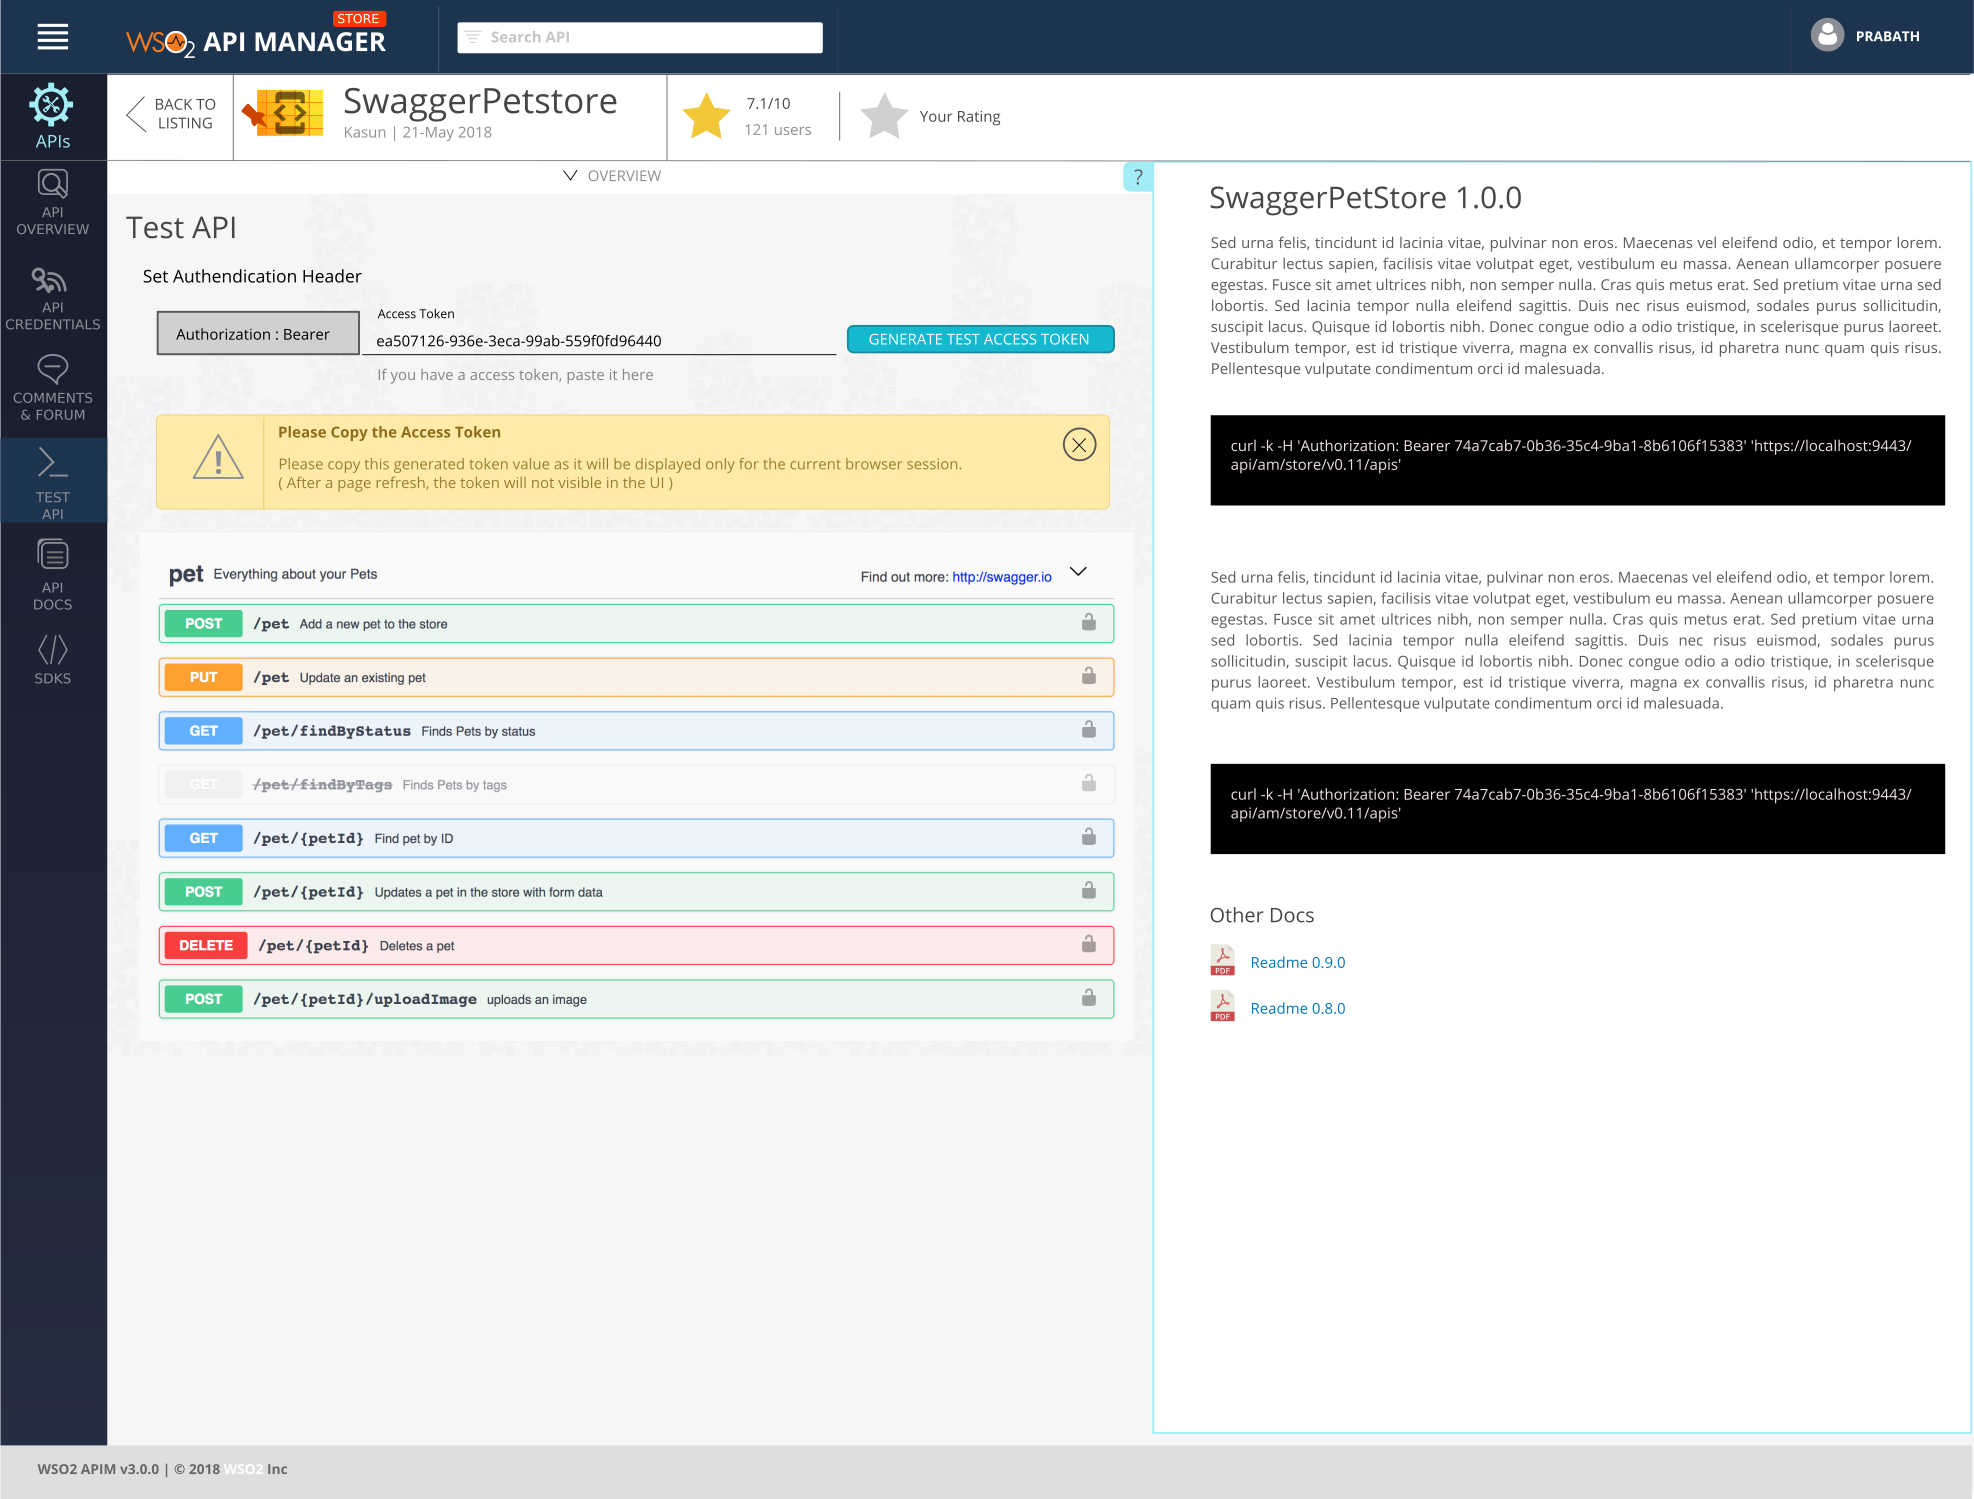 STORE
WSO2 API MANAGER
Search API
PRABATH
APIs
BACK TO
LISTING
SwaggerPetstore
Kasun | 21-May 2018
7.1/10
121 users
Your Rating
API
OVERVIEW
API
CREDENTIALS
COMMENTS
& FORUM
TEST
API
API
DOCS
SDKS
OVERVIEW
Test API
Set Authendication Header
Authorization : Bearer
Access Token
ea507126-936e-3eca-99ab-559f0fd96440
If you have a access token, paste it here
GENERATE TEST ACCESS TOKEN
Please Copy the Access Token
Please copy this generated token value as it will be displayed only for the current browser session.
( After a page refresh, the token will not visible in the UI )
pet Everything about your Pets
Find out more: http://swagger.io
POST /pet Add a new pet to the store
PUT /pet Update an existing pet
GET /pet/findByStatus Finds Pets by status
GET /pet/findByTags Finds Pets by tags
GET /pet/{petId} Find pet by ID
POST /pet/{petId} Updates a pet in the store with form data
DELETE /pet/{petId} Deletes a pet
POST /pet/{petId}/uploadImage uploads an image
?
SwaggerPetStore 1.0.0
Sed urna felis, tincidunt id lacinia vitae, pulvinar non eros. Maecenas vel eleifend odio, et tempor lorem.
Curabitur lectus sapien, facilisis vitae volutpat eget, vestibulum eu massa. Aenean ullamcorper posuere
egestas. Fusce sit amet ultrices nibh, non semper nulla. Cras quis metus erat. Sed pretium vitae urna sed
lobortis. Sed lacinia tempor nulla eleifend sagittis. Duis nec risus euismod, sodales purus sollicitudin,
suscipit lacus. Quisque id lobortis nibh. Donec congue odio a odio tristique, in scelerisque purus laoreet.
Vestibulum tempor, est id tristique viverra, magna ex convallis risus, id pharetra nunc quam quis risus.
Pellentesque vulputate condimentum orci id malesuada.
curl -k -H 'Authorization: Bearer 74a7cab7-0b36-35c4-9ba1-8b6106f15383' 'https://localhost:9443/
api/am/store/v0.11/apis'
Sed urna felis, tincidunt id lacinia vitae, pulvinar non eros. Maecenas vel eleifend odio, et tempor lorem.
Curabitur lectus sapien, facilisis vitae volutpat eget, vestibulum eu massa. Aenean ullamcorper posuere
egestas. Fusce sit amet ultrices nibh, non semper nulla. Cras quis metus erat. Sed pretium vitae urna
sed lobortis. Sed lacinia tempor nulla eleifend sagittis. Duis nec risus euismod, sodales purus
sollicitudin, suscipit lacus. Quisque id lobortis nibh. Donec congue odio a odio tristique, in scelerisque
purus laoreet. Vestibulum tempor, est id tristique viverra, magna ex convallis risus, id pharetra nunc
quam quis risus. Pellentesque vulputate condimentum orci id malesuada.
curl -k -H 'Authorization: Bearer 74a7cab7-0b36-35c4-9ba1-8b6106f15383' 'https://localhost:9443/
api/am/store/v0.11/apis'
Other Docs
PDF Readme 0.9.0
PDF Readme 0.8.0
WSO2 APIM v3.0.0 | © 2018 WSO2 Inc